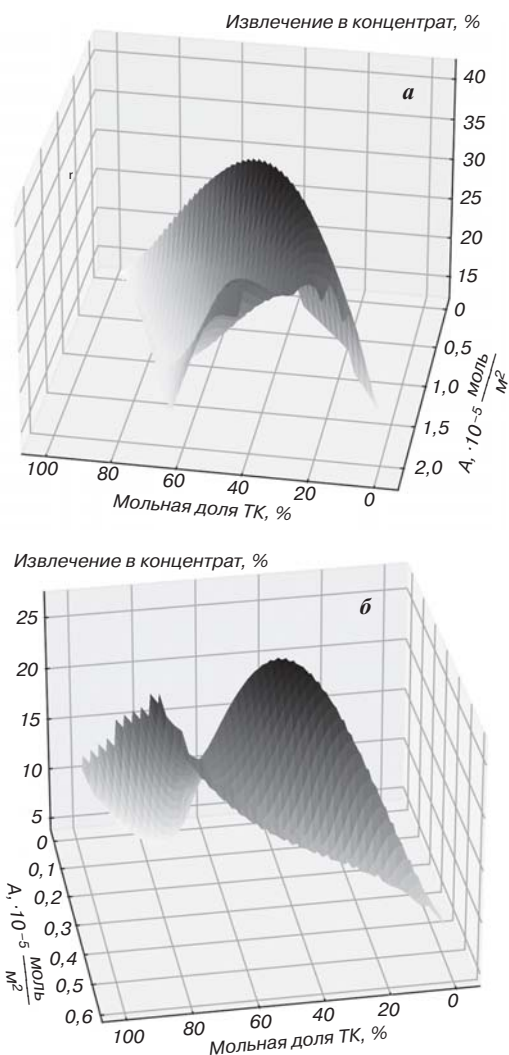 Извлечение в концентрат, %
а
40
35
30
25
20
15
0
0,5
1,0
1,5
2,0
А, ·10⁻⁵ моль/м²
100 80 60 40 20 0
Мольная доля ТК, %
r
Извлечение в концентрат, %
б
25
20
15
10
5
0
0,1
0,2
0,3
0,4
0,5
0,6
А, ·10⁻⁵ моль/м²
100 80 60 40 20 0
Мольная доля ТК, %